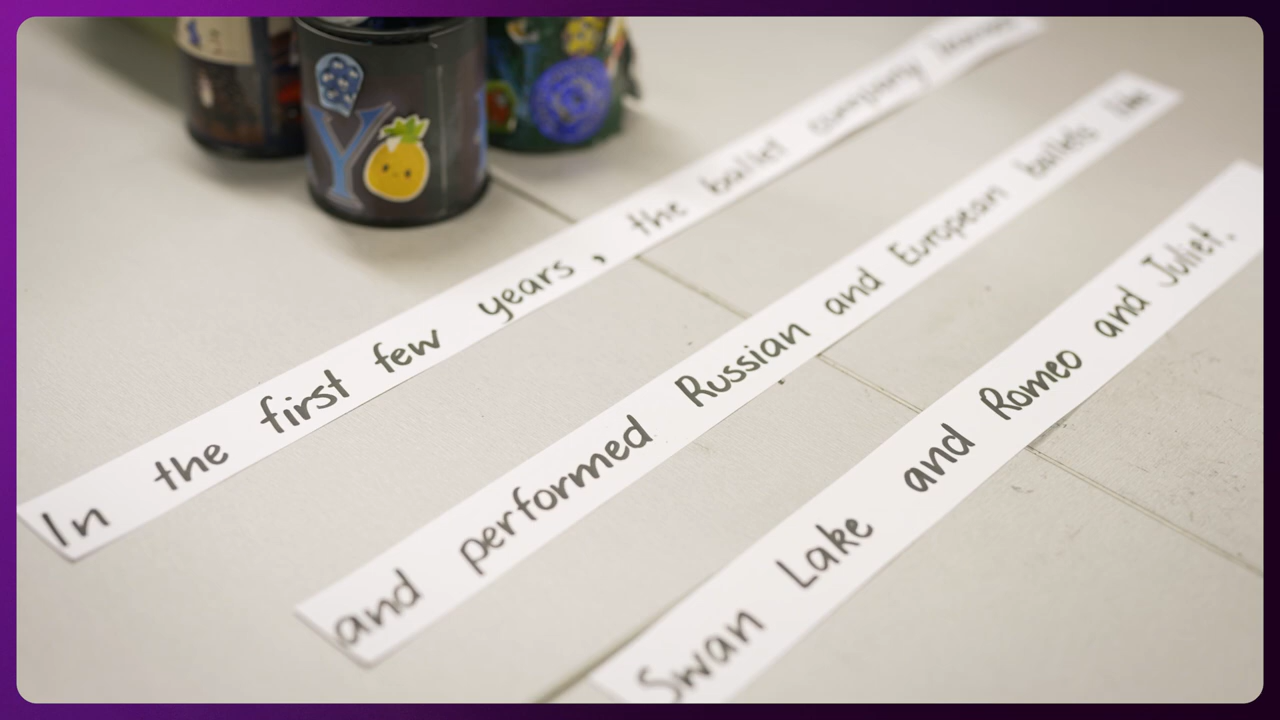 In the first few years, the ballet company
and performed Russian and European ballets like
Swan Lake and Romeo and Juliet.
Y